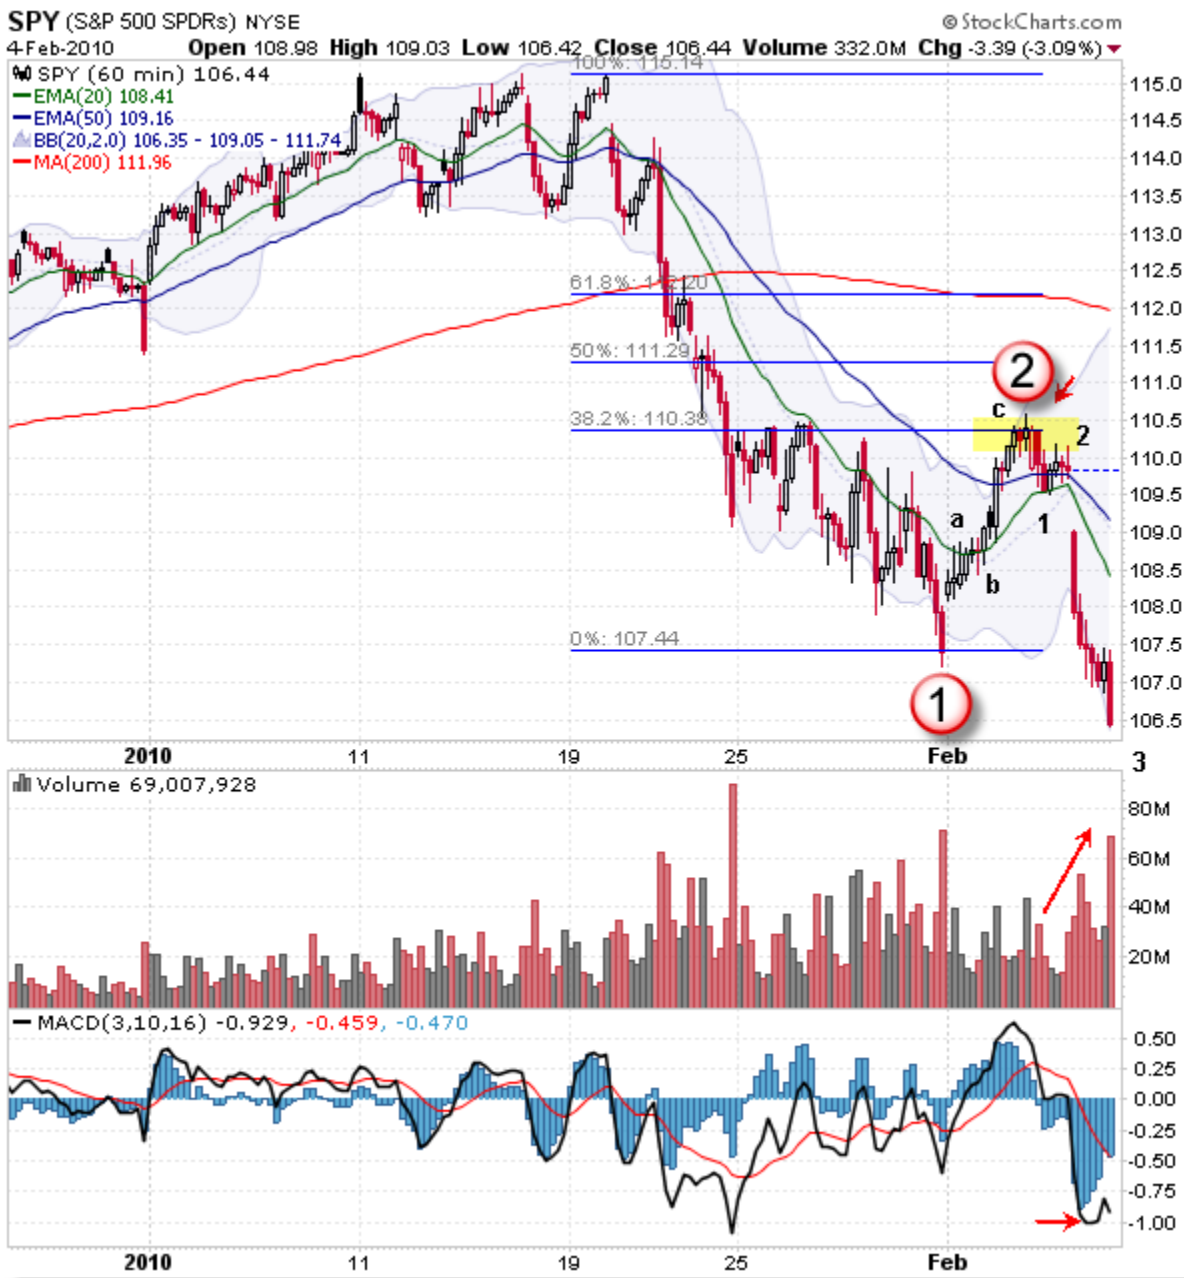 SPY (S&P 500 SPDRs) NYSE
© StockCharts.com
4-Feb-2010 Open 108.98 High 109.03 Low 106.42 Close 106.44 Volume 332.0M Chg -3.39 (-3.09%)
SPY (60 min) 106.44
EMA(20) 108.41
EMA(50) 109.16
BB(20,2.0) 106.35 - 109.05 - 111.74
MA(200) 111.96
100%: 115.14
61.8%: 112.20
50%: 111.29
38.2%: 110.38
0%: 107.44
2
c
2
a
1
b
1
115.0
114.5
114.0
113.5
113.0
112.5
112.0
111.5
111.0
110.5
110.0
109.5
109.0
108.5
108.0
107.5
107.0
106.5
2010 11 19 25 Feb
3
Volume 69,007,928
80M
60M
40M
20M
MACD(3,10,16) -0.929, -0.459, -0.470
0.50
0.25
0.00
-0.25
-0.50
-0.75
-1.00
2010 11 19 25 Feb